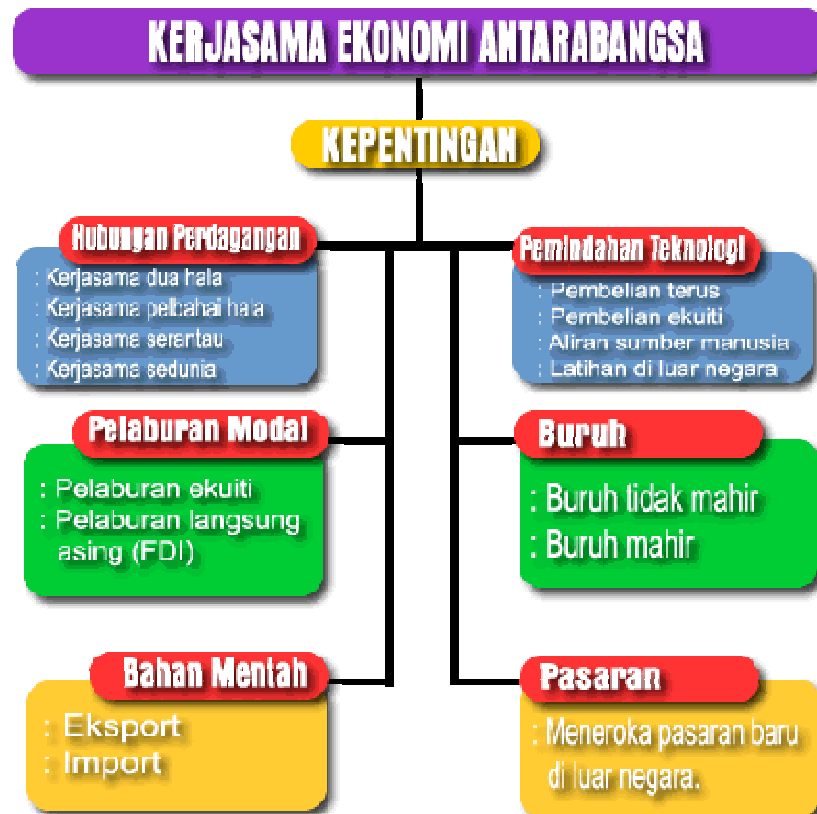 KERJASAMA EKONOMI ANTARABANGSA
KEPENTINGAN
Hubungan Perdagangan
: Kerjasama dua hala
: Kerjasama pelbahai hala
: Kerjasama serantau
: Kerjasama sedunia
Pemindahan Teknologi
: Pembelian terus
: Pembelian ekuiti
: Aliran sumber manusia
: Latihan di luar negara
Pelaburan Modal
: Pelaburan ekuiti
: Pelaburan langsung
asing (FDI)
Buruh
: Buruh tidak mahir
: Buruh mahir
Bahan Mentah
: Eksport
: Import
Pasaran
: Meneroka pasaran baru
di luar negara.